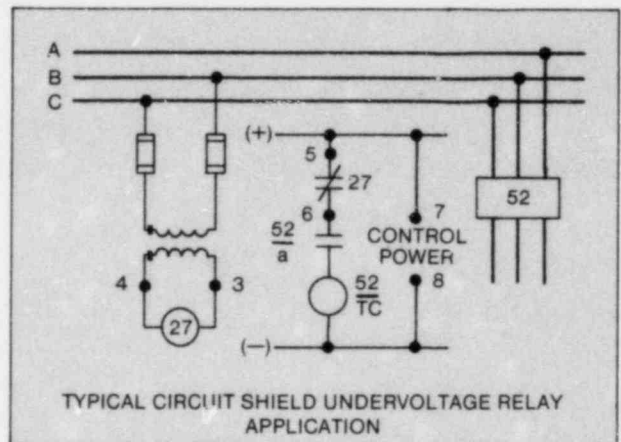 A
B
C
(+)
5
27
7
6
52
a
CONTROL
POWER
52
4
3
8
52
TC
27
(—)
TYPICAL CIRCUIT SHIELD UNDERVOLTAGE RELAY
APPLICATION